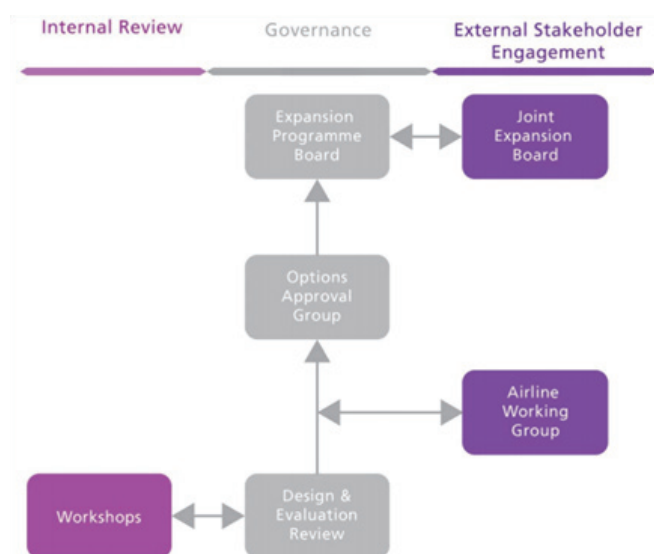 Internal Review
Governance
External Stakeholder
Engagement
Expansion
Programme
Board
Joint
Expansion
Board
Options
Approval
Group
Airline
Working
Group
Workshops
Design &
Evaluation
Review